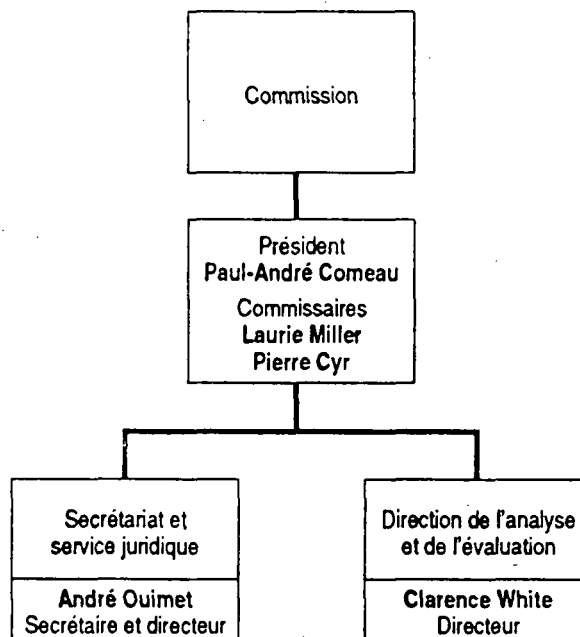 Commission
Président
Paul-André Comeau
Commissaires
Laurie Miller
Pierre Cyr
Secrétariat et
service juridique
André Ouimet
Secrétaire et directeur
Direction de l'analyse
et de l'évaluation
Clarence White
Directeur